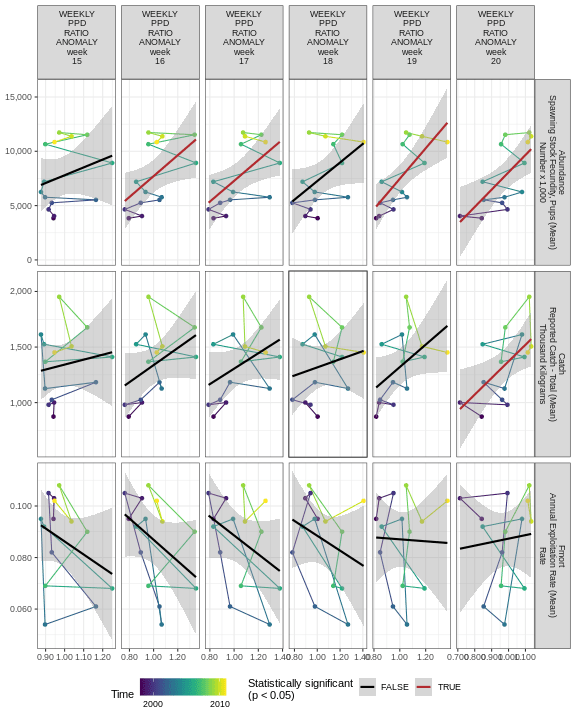 WEEKLY
PPD
RATIO
ANOMALY
week
15
WEEKLY
PPD
RATIO
ANOMALY
week
16
WEEKLY
PPD
RATIO
ANOMALY
week
17
WEEKLY
PPD
RATIO
ANOMALY
week
18
WEEKLY
PPD
RATIO
ANOMALY
week
19
WEEKLY
PPD
RATIO
ANOMALY
week
20
15,000
10,000
5,000
0
Abundance
Spawning Stock Fecundity, Pups (Mean)
Number x 1,000
2,000
1,500
1,000
Catch
Reported Catch - Total (Mean)
Thousand Kilograms
0.100
0.080
0.060
Fmort
Annual Exploitation Rate (Mean)
Rate
0.90 1.00 1.10 1.20
0.80 1.00 1.20
0.80 1.00 1.20 1.40
0.80 1.00 1.20 1.40
0.80 1.00 1.20
0.700 0.800 0.900 1.000 1.100
Time
2000 2010
Statistically significant
(p < 0.05)
FALSE
TRUE